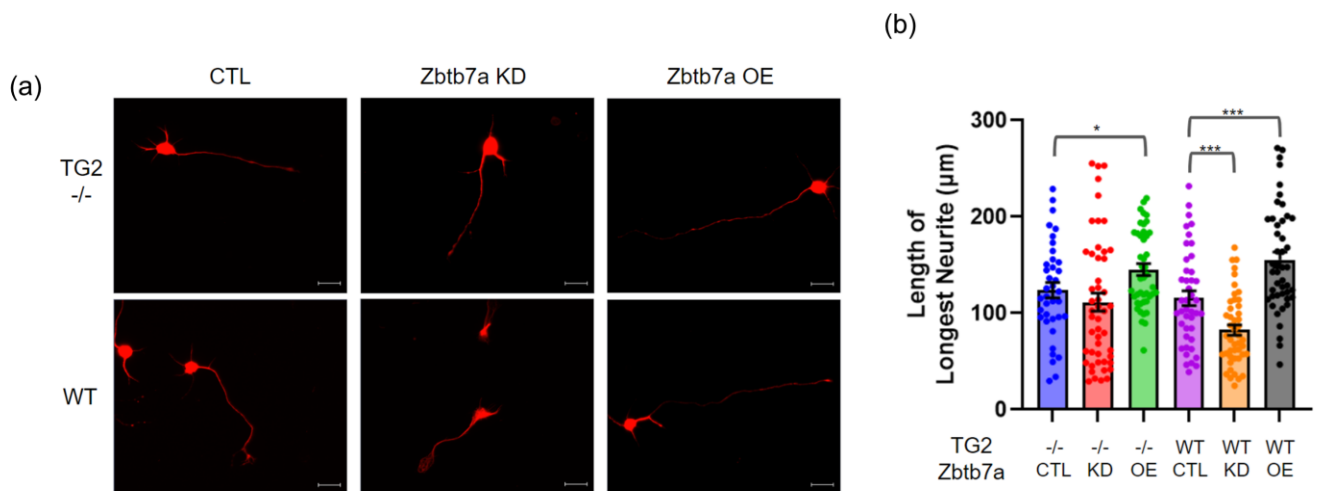 (a)
CTL Zbtb7a KD Zbtb7a OE
TG2
-/-
WT
(b)
Length of
Longest Neurite (µm)
300
200
100
0
*
***
***
TG2 -/- -/- -/- WT WT WT
Zbtb7a CTL KD OE CTL KD OE